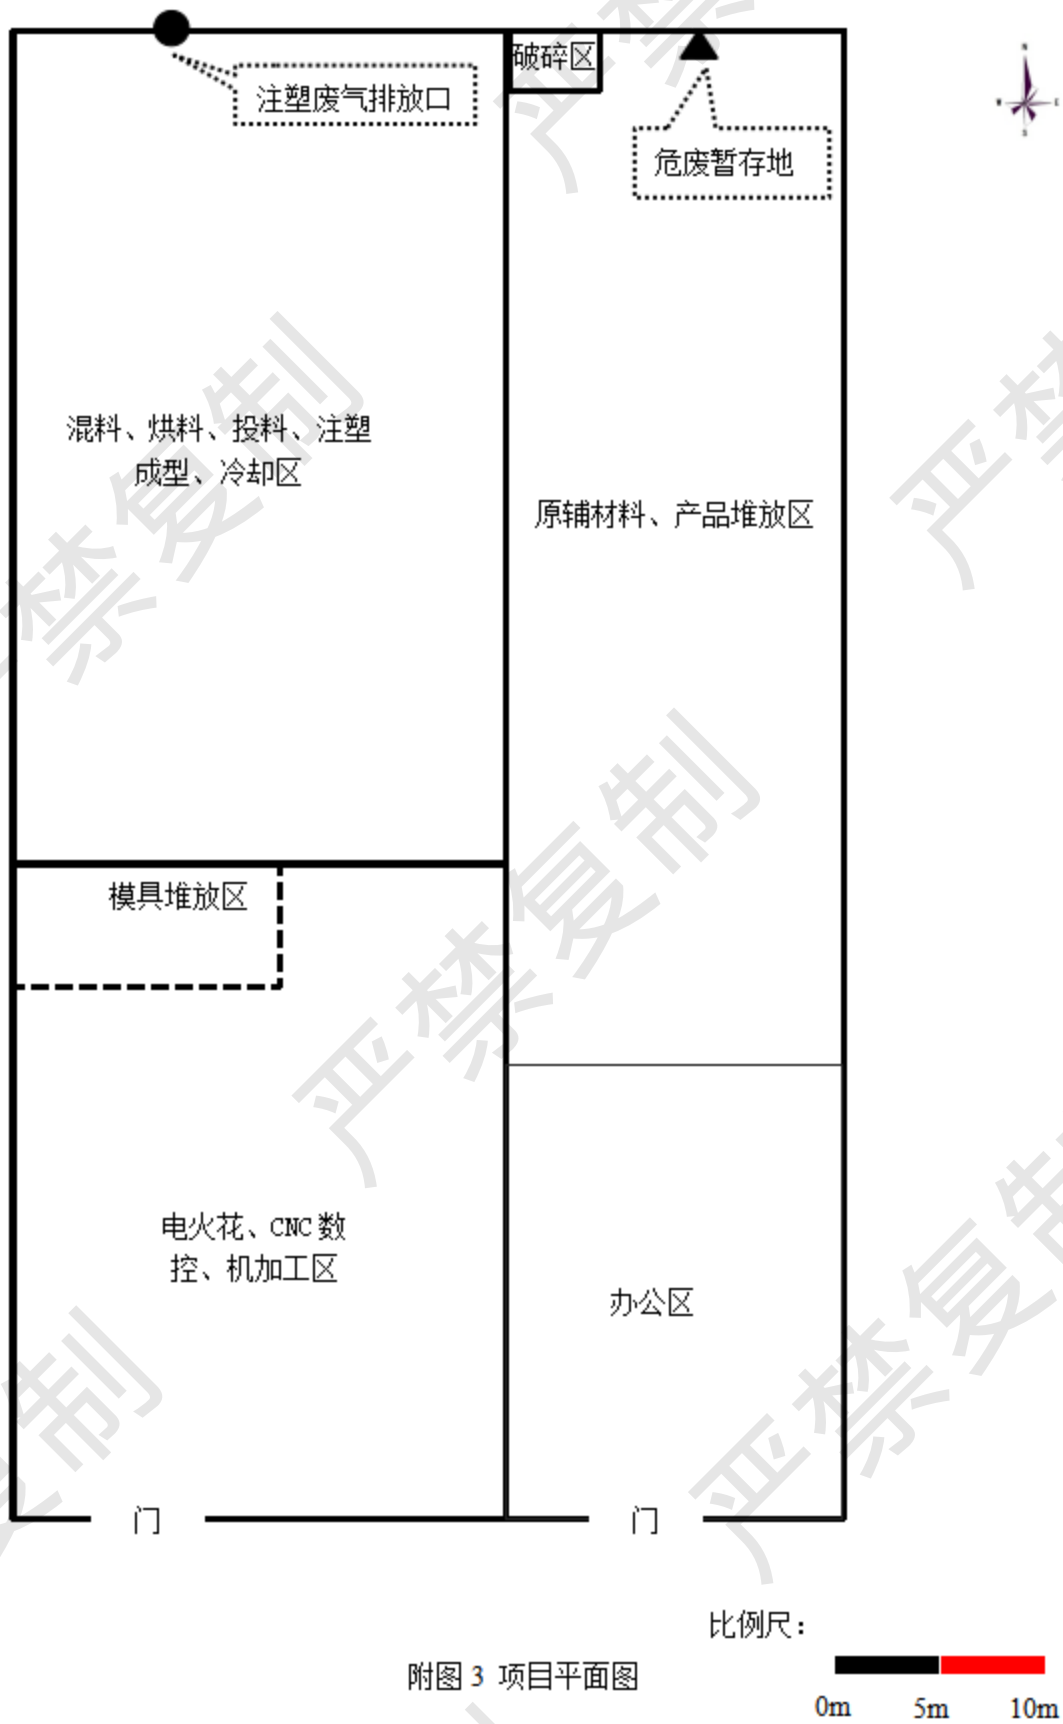 破碎区
注塑废气排放口
危废暂存地
N
W
E
S
混料、烘料、投料、注塑
成型、冷却区
原辅材料、产品堆放区
模具堆放区
电火花、CNC数
控、机加工区
办公区
门
门
比例尺：
附图 3 项目平面图
0m
5m
10m
严禁复制
严禁复制
严禁复制
严禁复制
严禁
复制